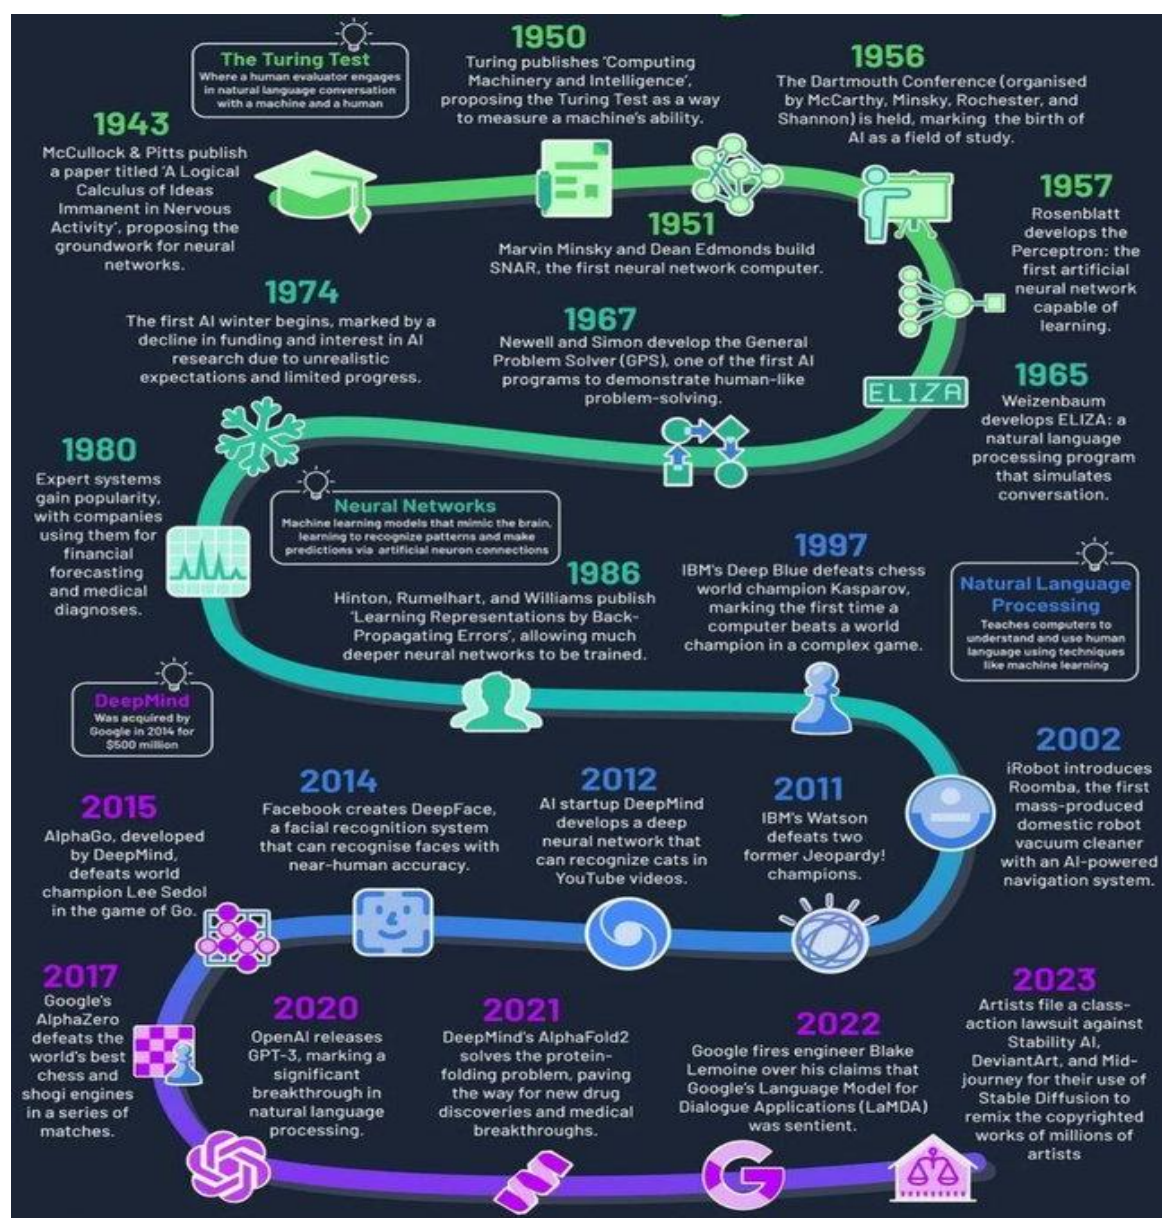 The Turing Test
Where a human evaluator engages
in natural language conversation
with a machine and a human
1943
McCullock & Pitts publish
a paper titled 'A Logical
Calculus of Ideas
Immanent in Nervous
Activity', proposing the
groundwork for neural
networks.
1950
Turing publishes 'Computing
Machinery and Intelligence',
proposing the Turing Test as a way
to measure a machine's ability.
1951
Marvin Minsky and Dean Edmonds build
SNAR, the first neural network computer.
1956
The Dartmouth Conference (organised
by McCarthy, Minsky, Rochester, and
Shannon) is held, marking the birth of
AI as a field of study.
1957
Rosenblatt
develops the
Perceptron: the
first artificial
neural network
capable of
learning.
1965
Weizenbaum
develops ELIZA: a
natural language
processing program
that simulates
conversation.
ELIZA
1967
Newell and Simon develop the General
Problem Solver (GPS), one of the first AI
programs to demonstrate human-like
problem-solving.
1974
The first AI winter begins, marked by a
decline in funding and interest in AI
research due to unrealistic
expectations and limited progress.
1980
Expert systems
gain popularity,
with companies
using them for
financial
forecasting
and medical
diagnoses.
Neural Networks
Machine learning models that mimic the brain,
learning to recognize patterns and make
predictions via artificial neuron connections
1986
Hinton, Rumelhart, and Williams publish
'Learning Representations by Back-
Propagating Errors', allowing much
deeper neural networks to be trained.
1997
IBM's Deep Blue defeats chess
world champion Kasparov,
marking the first time a
computer beats a world
champion in a complex game.
Natural Language
Processing
Teaches computers to
understand and use human
language using techniques
like machine learning
2002
iRobot introduces
Roomba, the first
mass-produced
domestic robot
vacuum cleaner
with an AI-powered
navigation system.
2011
IBM's Watson
defeats two
former Jeopardy!
champions.
2012
AI startup DeepMind
develops a deep
neural network that
can recognize cats in
YouTube videos.
2014
Facebook creates DeepFace,
a facial recognition system
that can recognise faces with
near-human accuracy.
DeepMind
Was acquired by
Google in 2014 for
$500 million
2015
AlphaGo, developed
by DeepMind,
defeats world
champion Lee Sedol
in the game of Go.
2017
Google's
AlphaZero
defeats the
world's best
chess and
shogi engines
in a series of
matches.
2020
OpenAI releases
GPT-3, marking a
significant
breakthrough in
natural language
processing.
2021
DeepMind's AlphaFold2
solves the protein-
folding problem, paving
the way for new drug
discoveries and medical
breakthroughs.
2022
Google fires engineer Blake
Lemoine over his claims that
Google's Language Model for
Dialogue Applications (LaMDA)
was sentient.
2023
Artists file a class-
action lawsuit against
Stability AI,
DeviantArt, and Mid-
journey for their use of
Stable Diffusion to
remix the copyrighted
works of millions of
artists